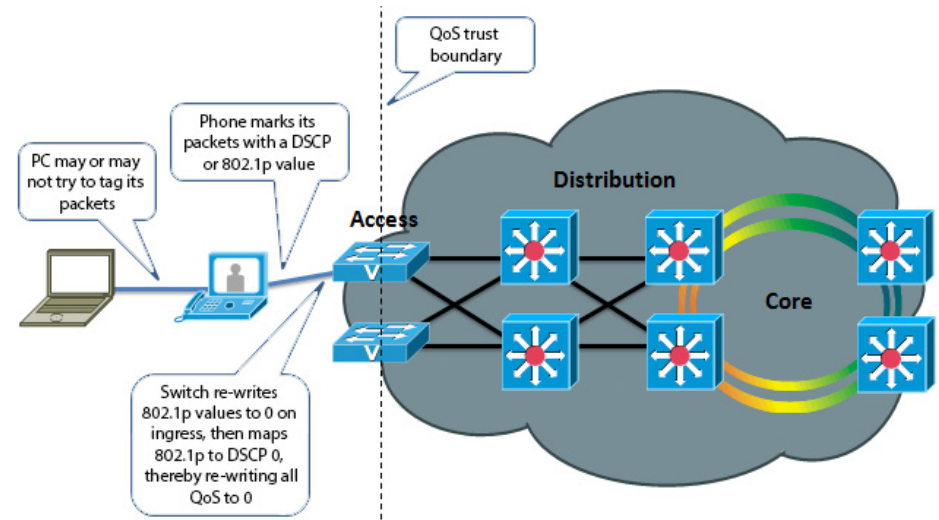 QoS trust
boundary
Phone marks its
packets with a DSCP
or 802.1p value
PC may or may
not try to tag its
packets
Distribution
Access
Core
V
V
Switch re-writes
802.1p values to 0 on
ingress, then maps
802.1p to DSCP 0,
thereby re-writing all
QoS to 0